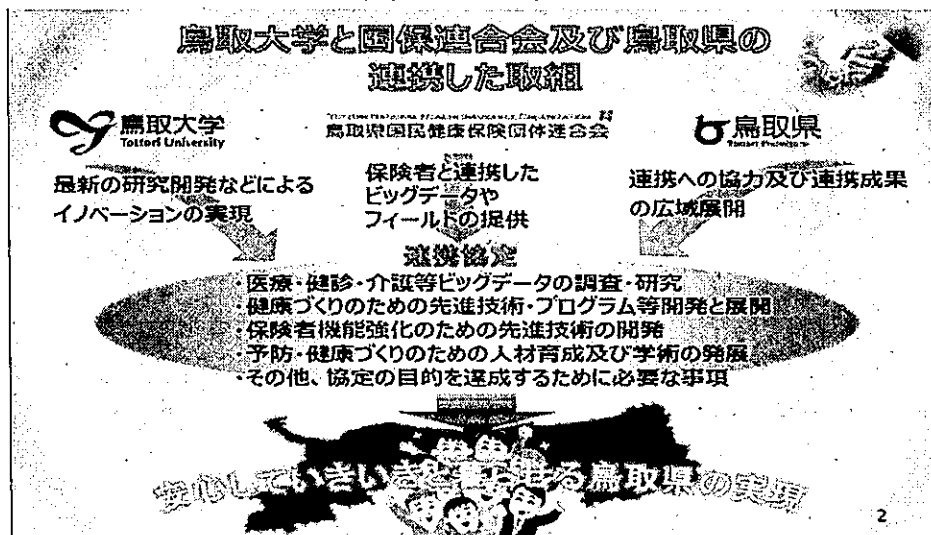 鳥取大学と国保連合会及び鳥取県の
連携した取組
鳥取大学
Tottori University
最新の研究開発などによる
イノベーションの実現
鳥取県国民健康保険団体連合会
保険者と連携した
ビッグデータや
フィールドの提供
鳥取県
Tottori Prefecture
連携への協力及び連携成果
の広域展開
連携協定
・医療・健診・介護等ビッグデータの調査・研究
・健康づくりのための先進技術・プログラム等開発と展開
・保険者機能強化のための先進技術の開発
・予防・健康づくりのための人材育成及び学術の発展
・その他、協定の目的を達成するために必要な事項
安心していきいきと暮らせる鳥取県の実現
2